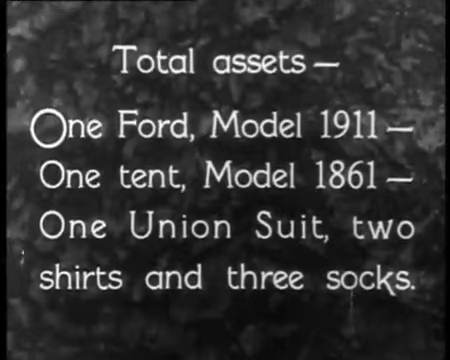 Total assets —
One Ford, Model 1911 —
One tent, Model 1861 —
One Union Suit, two
shirts and three socks.